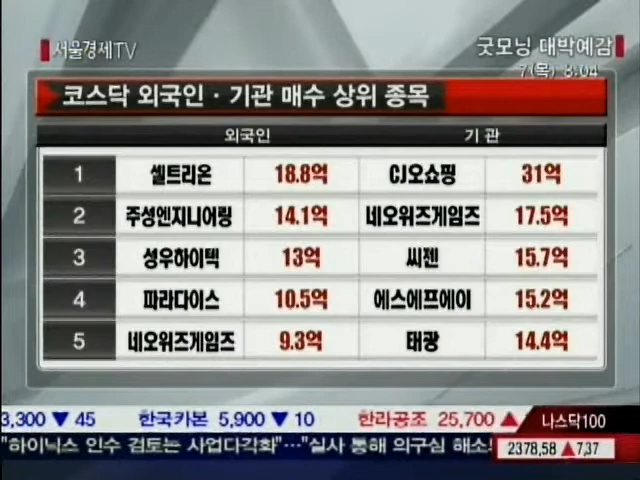 서울경제TV
굿모닝 대박예감
7(목) 8:04
코스닥 외국인·기관 매수 상위 종목
외국인 기관
1 셀트리온 18.8억 CJ오쇼핑 31억
2 주성엔지니어링 14.1억 네오위즈게임즈 17.5억
3 성우하이텍 13억 씨젠 15.7억
4 파라다이스 10.5억 에스에프에이 15.2억
5 네오위즈게임즈 9.3억 태광 14.4억
3,300 ▼ 45 한국카본 5,900 ▼ 10 한라공조 25,700 ▲ 나스닥100
"하이닉스 인수 검토는 사업다각화"…"실사 통해 의구심 해소 2378,58 ▲7,37